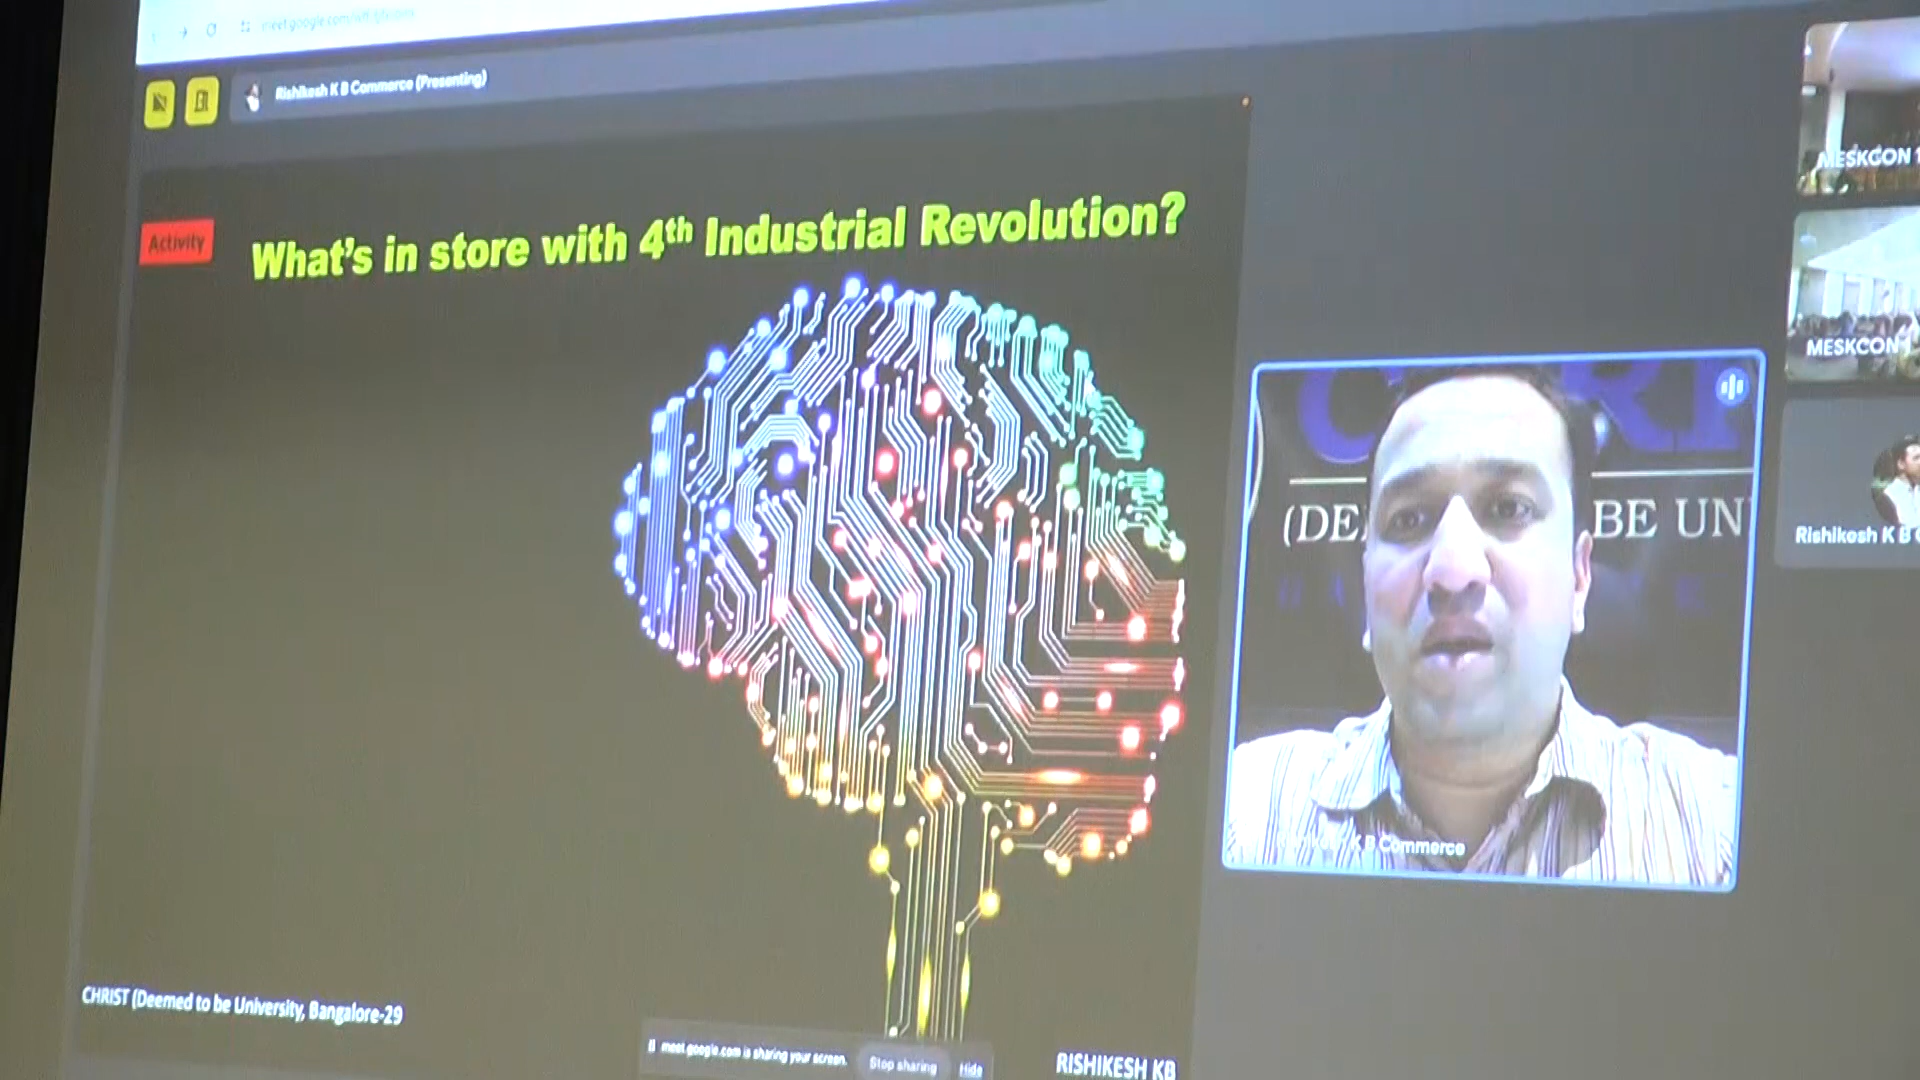 Rishikesh K B Commerce (Presenting)
Activity
What's in store with 4th Industrial Revolution?
MESKCON 1
MESKCON
(DE BE UN
K B Commerce
Rishikesh K B
CHRIST (Deemed to be University, Bangalore-29
meet.google.com is sharing your screen.
Stop sharing
Hide
RISHIKESH KB